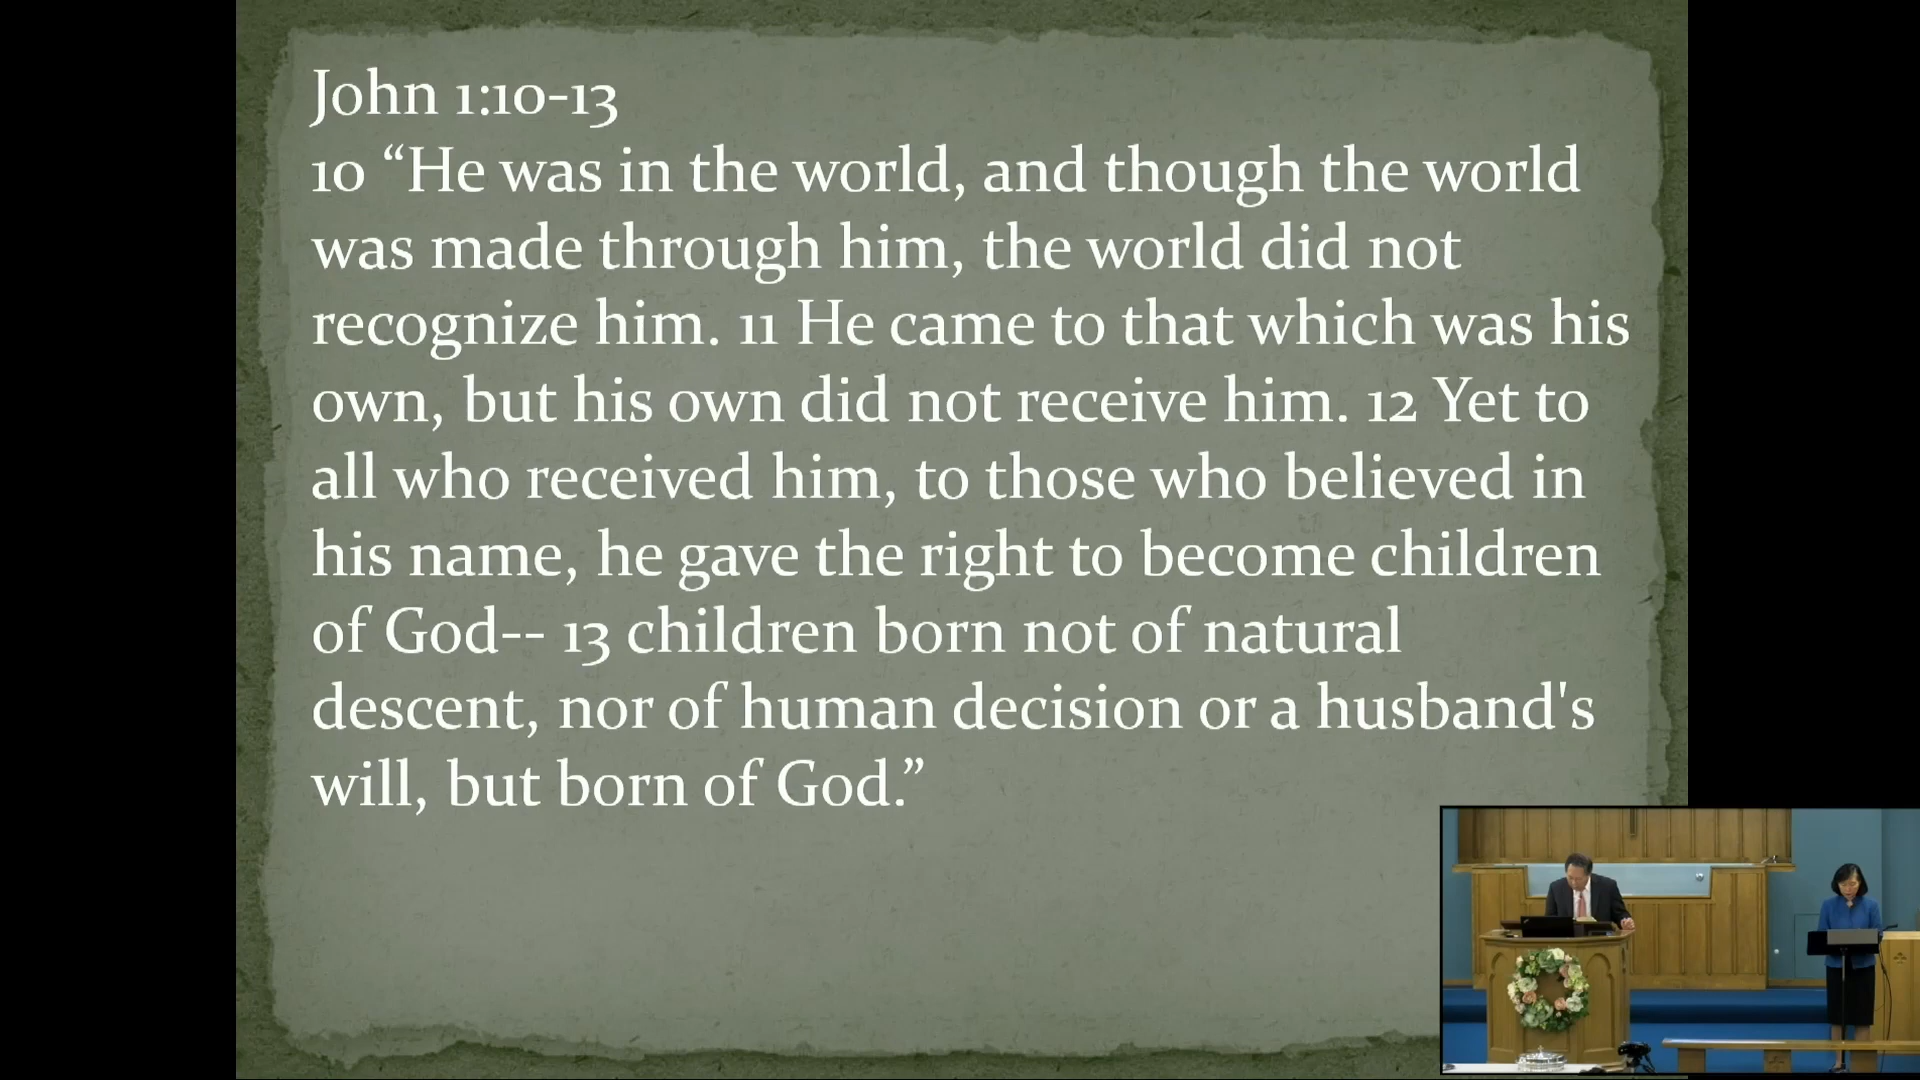 John 1:10-13
10 “He was in the world, and though the world
was made through him, the world did not
recognize him. 11 He came to that which was his
own, but his own did not receive him. 12 Yet to
all who received him, to those who believed in
his name, he gave the right to become children
of God-- 13 children born not of natural
descent, nor of human decision or a husband's
will, but born of God.”